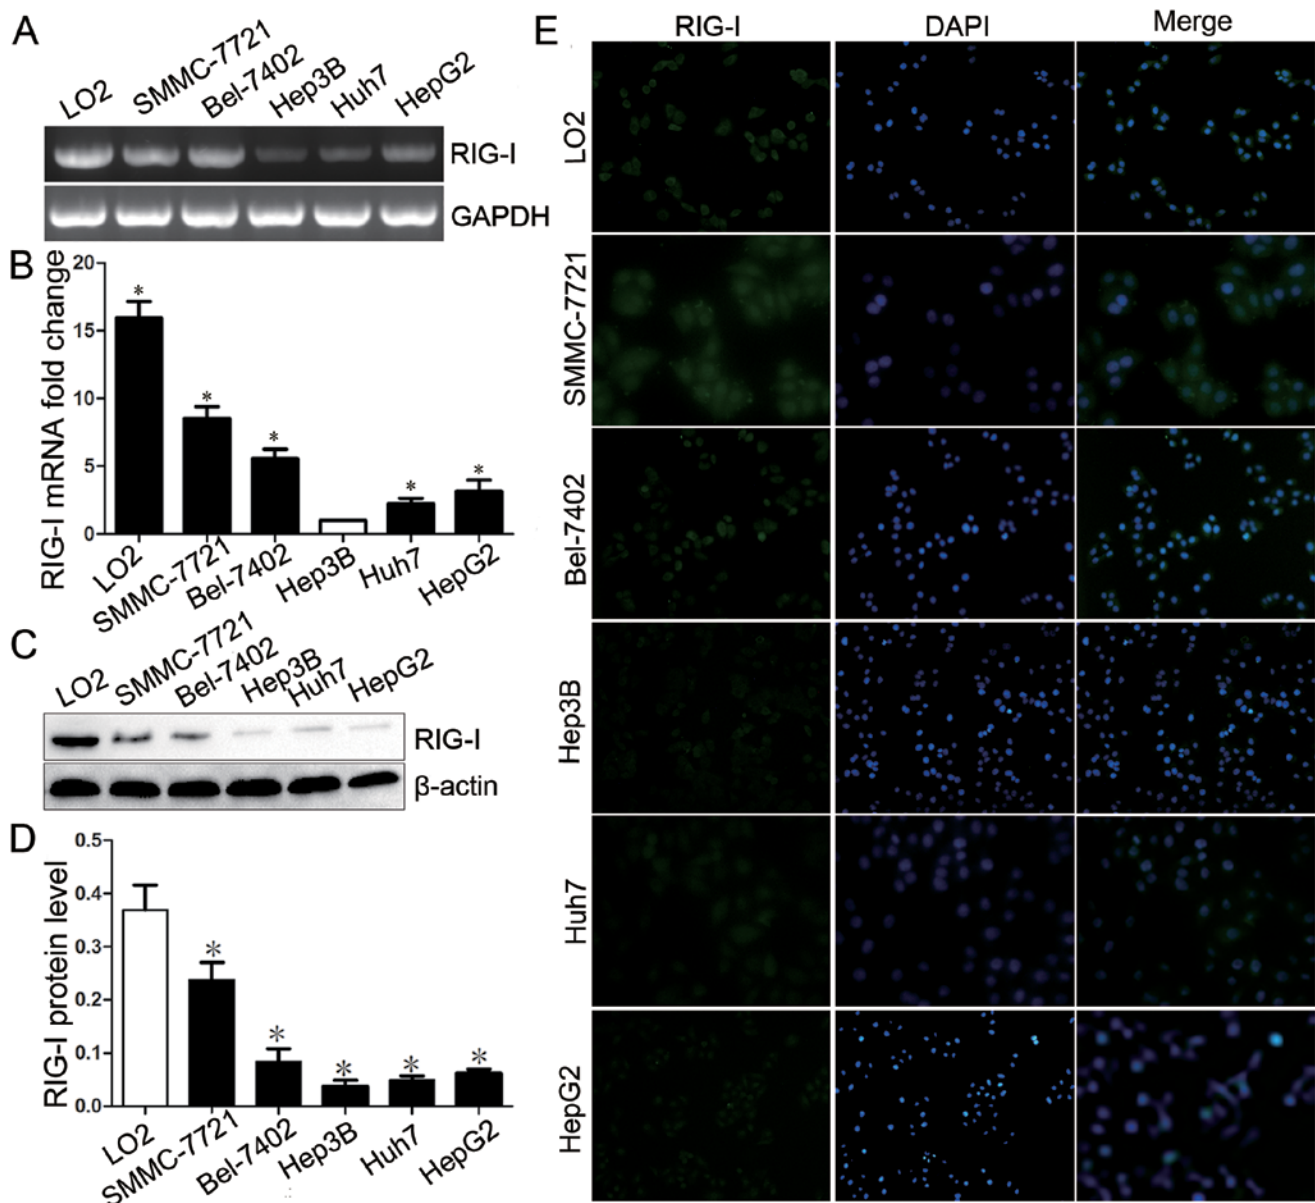 A
LO2
SMMC-7721
Bel-7402
Hep3B
Huh7
HepG2
RIG-I
GAPDH
B
RIG-I mRNA fold change
20
15
10
5
0
*
*
*
*
*
LO2
SMMC-7721
Bel-7402
Hep3B
Huh7
HepG2
C
LO2
SMMC-7721
Bel-7402
Hep3B
Huh7
HepG2
RIG-I
β-actin
D
RIG-I protein level
0.5
0.4
0.3
0.2
0.1
0.0
*
*
*
*
*
LO2
SMMC-7721
Bel-7402
Hep3B
Huh7
HepG2
E
RIG-I DAPI Merge
LO2
SMMC-7721
Bel-7402
Hep3B
Huh7
HepG2